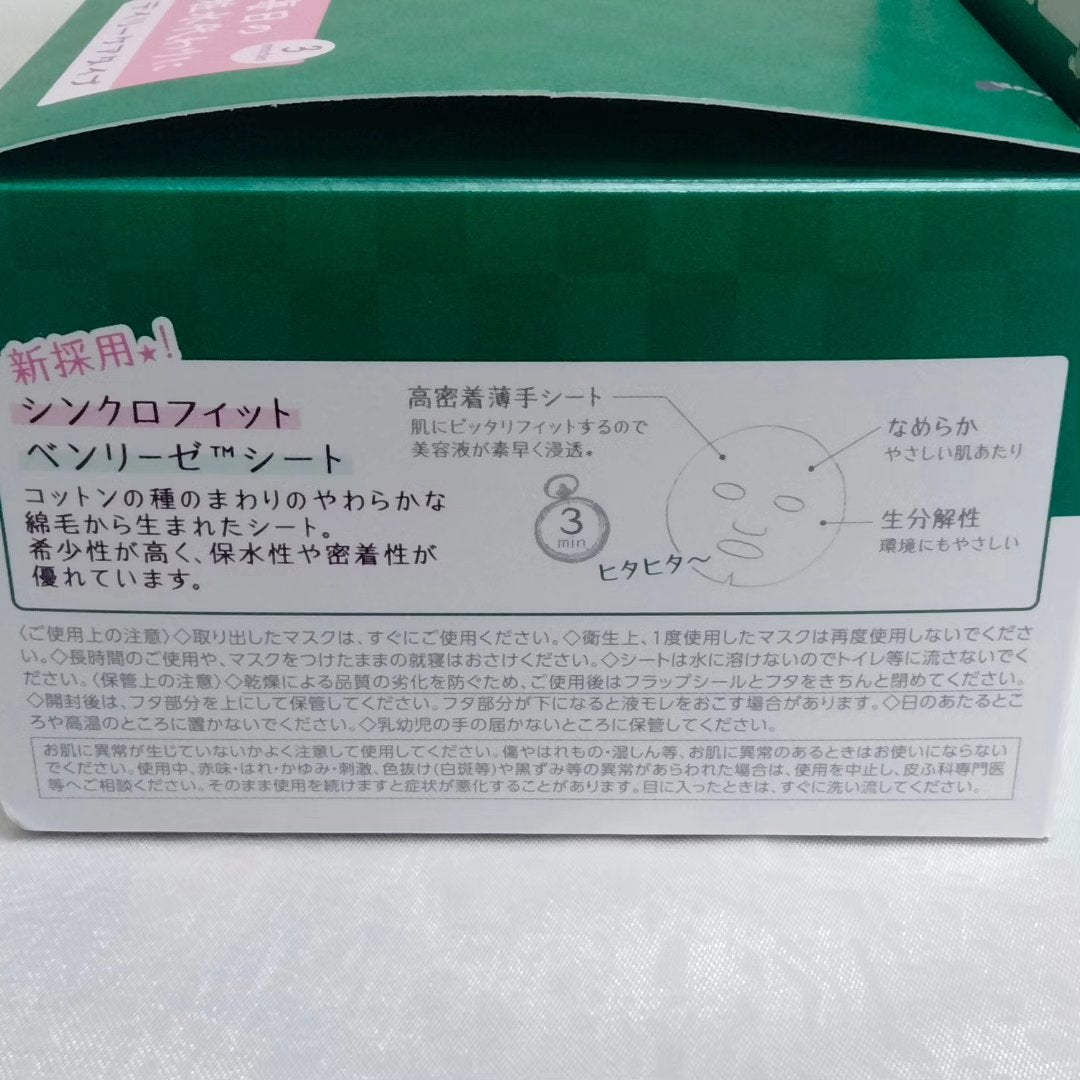 毎日の
化粧水代わりに
3
デイリーケアタイプ
新採用★!
シンクロフィット
ベンリーゼ™シート
コットンの種のまわりのやわらかな
綿毛から生まれたシート。
希少性が高く、保水性や密着性が
優れています。
高密着薄手シート
肌にピッタリフィットするので
美容液が素早く浸透。
3
min
ヒタヒタ〜
なめらか
やさしい肌あたり
生分解性
環境にもやさしい
〈ご使用上の注意〉◇取り出したマスクは、すぐにご使用ください。◇衛生上、1度使用したマスクは再度使用しないでくださ
い。◇長時間のご使用や、マスクをつけたままの就寝はおさけください。◇シートは水に溶けないのでトイレ等に流さないでく
ださい。〈保管上の注意〉◇乾燥による品質の劣化を防ぐため、ご使用後はフラップシールとフタをきちんと閉めてください。
◇開封後は、フタ部分を上にして保管してください。フタ部分が下になると液モレをおこす場合があります。◇日のあたるとこ
ろや高温のところに置かないでください。◇乳幼児の手の届かないところに保管してください。
お肌に異常が生じていないかよく注意して使用してください。傷やはれもの・湿しん等、お肌に異常のあるときはお使いにならない
でください。使用中、赤味・はれ・かゆみ・刺激、色抜け(白斑等)や黒ずみ等の異常があらわれた場合は、使用を中止し、皮ふ科専門医
等へご相談ください。そのまま使用を続けますと症状が悪化することがあります。目に入ったときは、すぐに洗い流してください。